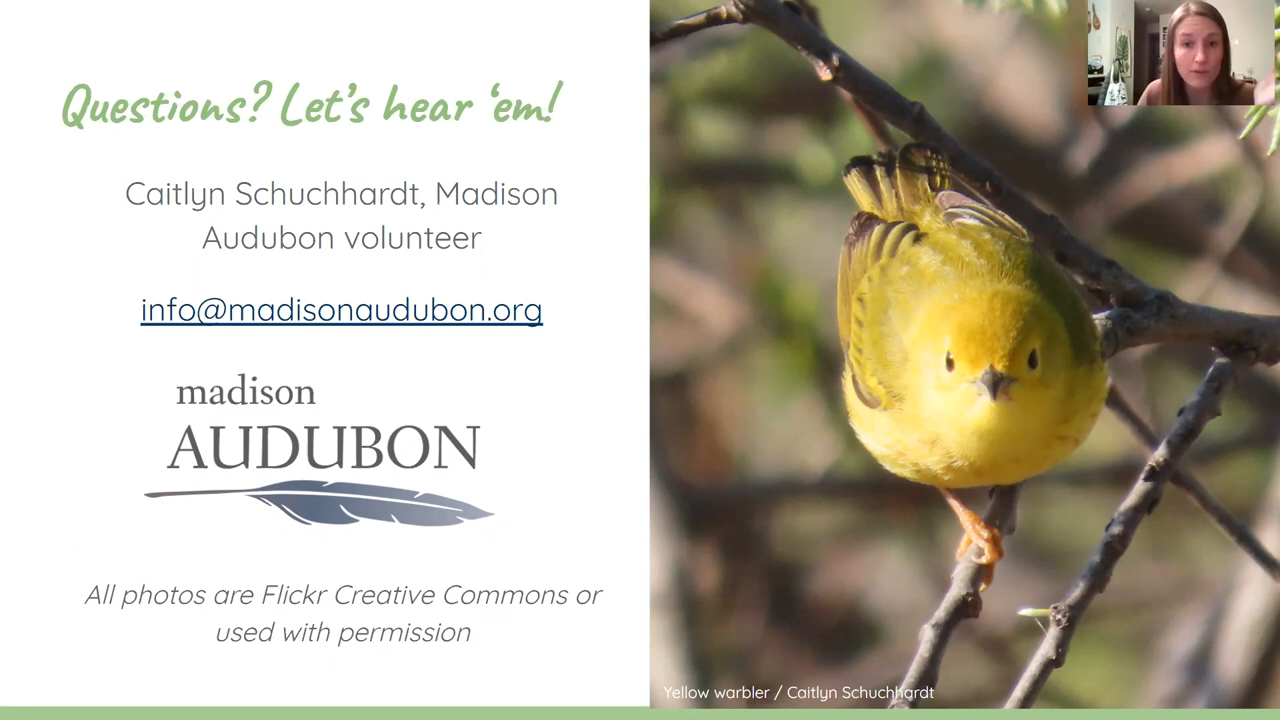 Questions? Let's hear ‘em!
Caitlyn Schuchhardt, Madison
Audubon volunteer
info@madisonaudubon.org
madison
AUDUBON
All photos are Flickr Creative Commons or
used with permission
Yellow warbler / Caitlyn Schuchhardt